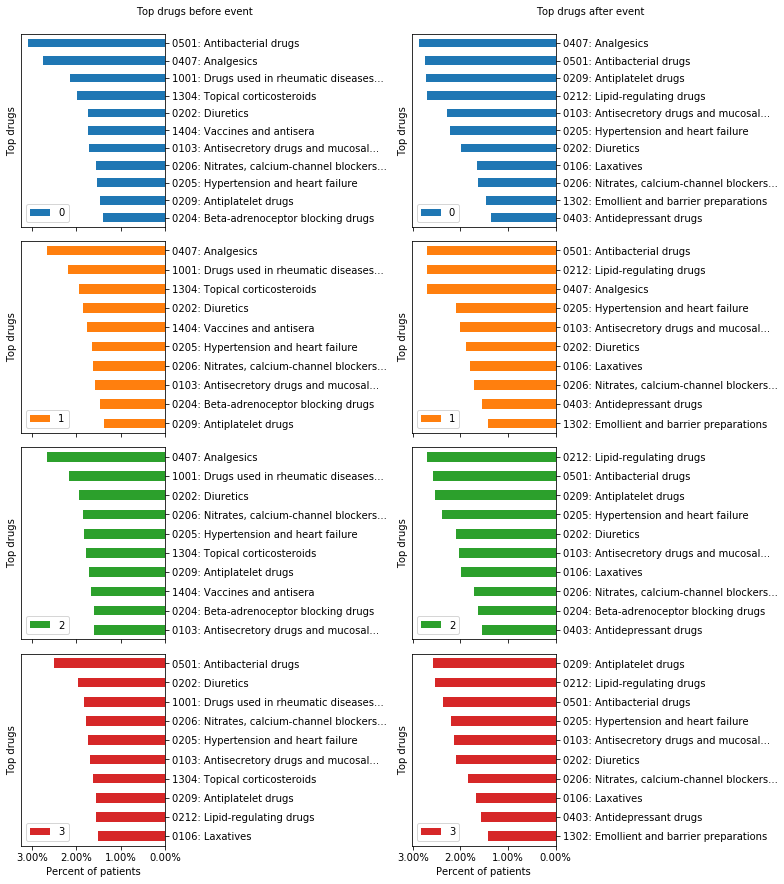 Top drugs before event
Top drugs
0501: Antibacterial drugs
0407: Analgesics
1001: Drugs used in rheumatic diseases...
1304: Topical corticosteroids
0202: Diuretics
1404: Vaccines and antisera
0103: Antisecretory drugs and mucosal...
0206: Nitrates, calcium-channel blockers...
0205: Hypertension and heart failure
0209: Antiplatelet drugs
0204: Beta-adrenoceptor blocking drugs
0
Top drugs
0407: Analgesics
1001: Drugs used in rheumatic diseases...
1304: Topical corticosteroids
0202: Diuretics
1404: Vaccines and antisera
0205: Hypertension and heart failure
0206: Nitrates, calcium-channel blockers...
0103: Antisecretory drugs and mucosal...
0204: Beta-adrenoceptor blocking drugs
0209: Antiplatelet drugs
1
Top drugs
0407: Analgesics
1001: Drugs used in rheumatic diseases...
0202: Diuretics
0206: Nitrates, calcium-channel blockers...
0205: Hypertension and heart failure
1304: Topical corticosteroids
0209: Antiplatelet drugs
1404: Vaccines and antisera
0204: Beta-adrenoceptor blocking drugs
0103: Antisecretory drugs and mucosal...
2
Top drugs
0501: Antibacterial drugs
0202: Diuretics
1001: Drugs used in rheumatic diseases...
0206: Nitrates, calcium-channel blockers...
0205: Hypertension and heart failure
0103: Antisecretory drugs and mucosal...
1304: Topical corticosteroids
0209: Antiplatelet drugs
0212: Lipid-regulating drugs
0106: Laxatives
3
3.00% 2.00% 1.00% 0.00%
Percent of patients
Top drugs after event
Top drugs
0407: Analgesics
0501: Antibacterial drugs
0209: Antiplatelet drugs
0212: Lipid-regulating drugs
0103: Antisecretory drugs and mucosal...
0205: Hypertension and heart failure
0202: Diuretics
0106: Laxatives
0206: Nitrates, calcium-channel blockers...
1302: Emollient and barrier preparations
0403: Antidepressant drugs
0
Top drugs
0501: Antibacterial drugs
0212: Lipid-regulating drugs
0407: Analgesics
0205: Hypertension and heart failure
0103: Antisecretory drugs and mucosal...
0202: Diuretics
0106: Laxatives
0206: Nitrates, calcium-channel blockers...
0403: Antidepressant drugs
1302: Emollient and barrier preparations
1
Top drugs
0212: Lipid-regulating drugs
0501: Antibacterial drugs
0209: Antiplatelet drugs
0205: Hypertension and heart failure
0202: Diuretics
0103: Antisecretory drugs and mucosal...
0106: Laxatives
0206: Nitrates, calcium-channel blockers...
0204: Beta-adrenoceptor blocking drugs
0403: Antidepressant drugs
2
Top drugs
0209: Antiplatelet drugs
0212: Lipid-regulating drugs
0501: Antibacterial drugs
0205: Hypertension and heart failure
0103: Antisecretory drugs and mucosal...
0202: Diuretics
0206: Nitrates, calcium-channel blockers...
0106: Laxatives
0403: Antidepressant drugs
1302: Emollient and barrier preparations
3
3.00% 2.00% 1.00% 0.00%
Percent of patients